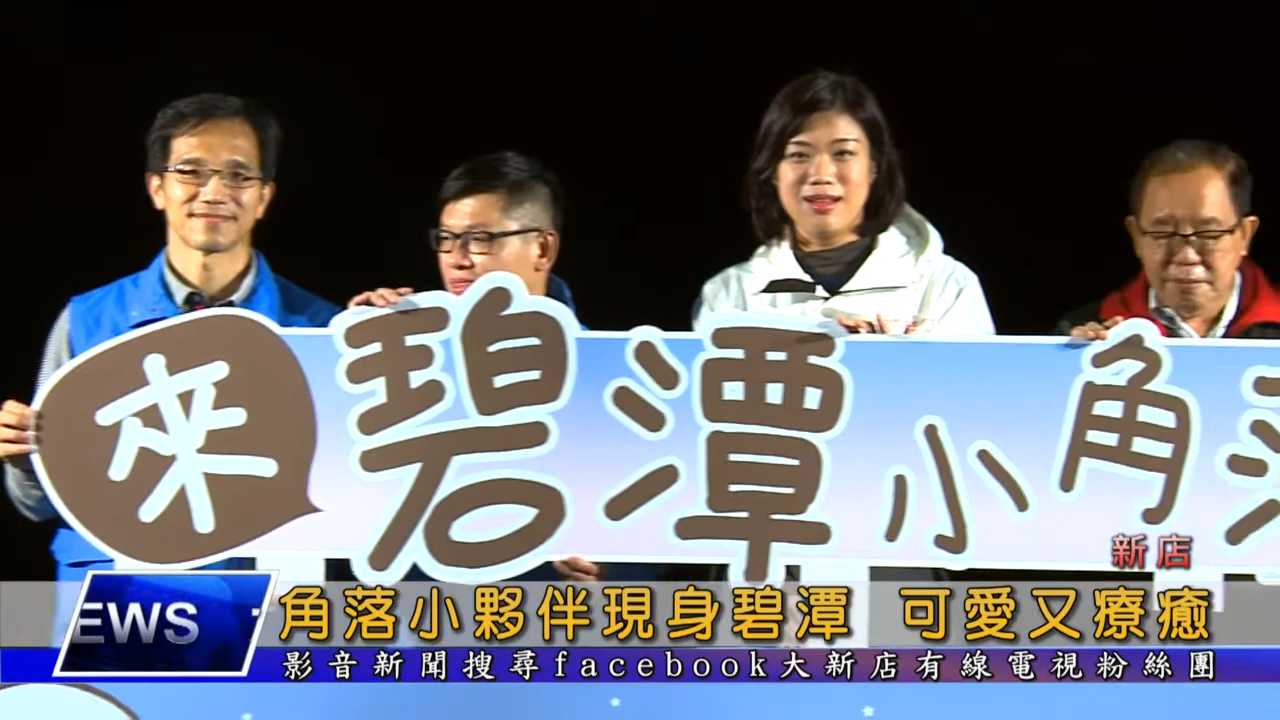 來碧潭小角
新店
EWS
角落小夥伴現身碧潭 可愛又療癒
影音新聞搜尋facebook大新店有線電視粉絲團